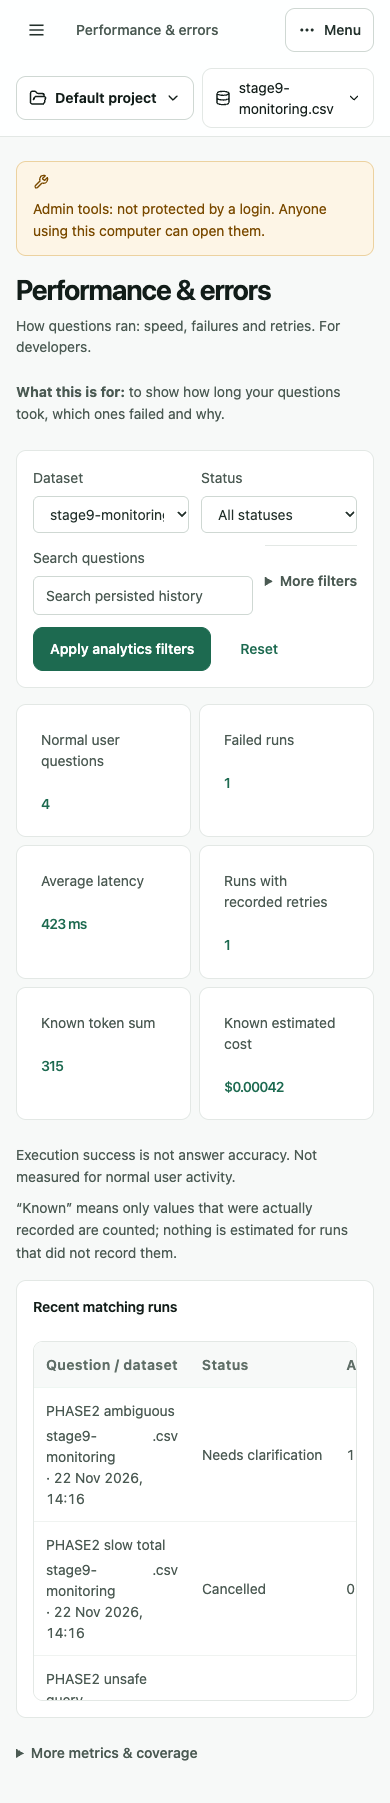 Performance & errors
Menu
Default project
stage9-
monitoring.csv
Admin tools: not protected by a login. Anyone
using this computer can open them.
Performance & errors
How questions ran: speed, failures and retries. For
developers.
What this is for: to show how long your questions
took, which ones failed and why.
Dataset
Status
stage9-monitoring
All statuses
Search questions
More filters
Search persisted history
Apply analytics filters
Reset
Normal user
questions
4
Failed runs
1
Average latency
423 ms
Runs with
recorded retries
1
Known token sum
315
Known estimated
cost
$0.00042
Execution success is not answer accuracy. Not
measured for normal user activity.
“Known” means only values that were actually
recorded are counted; nothing is estimated for runs
that did not record them.
Recent matching runs
Question / dataset
Status
A
PHASE2 ambiguous
stage9- .csv
monitoring
· 22 Nov 2026,
14:16
Needs clarification
1
PHASE2 slow total
stage9- .csv
monitoring
· 22 Nov 2026,
14:16
Cancelled
0
PHASE2 unsafe
query
More metrics & coverage